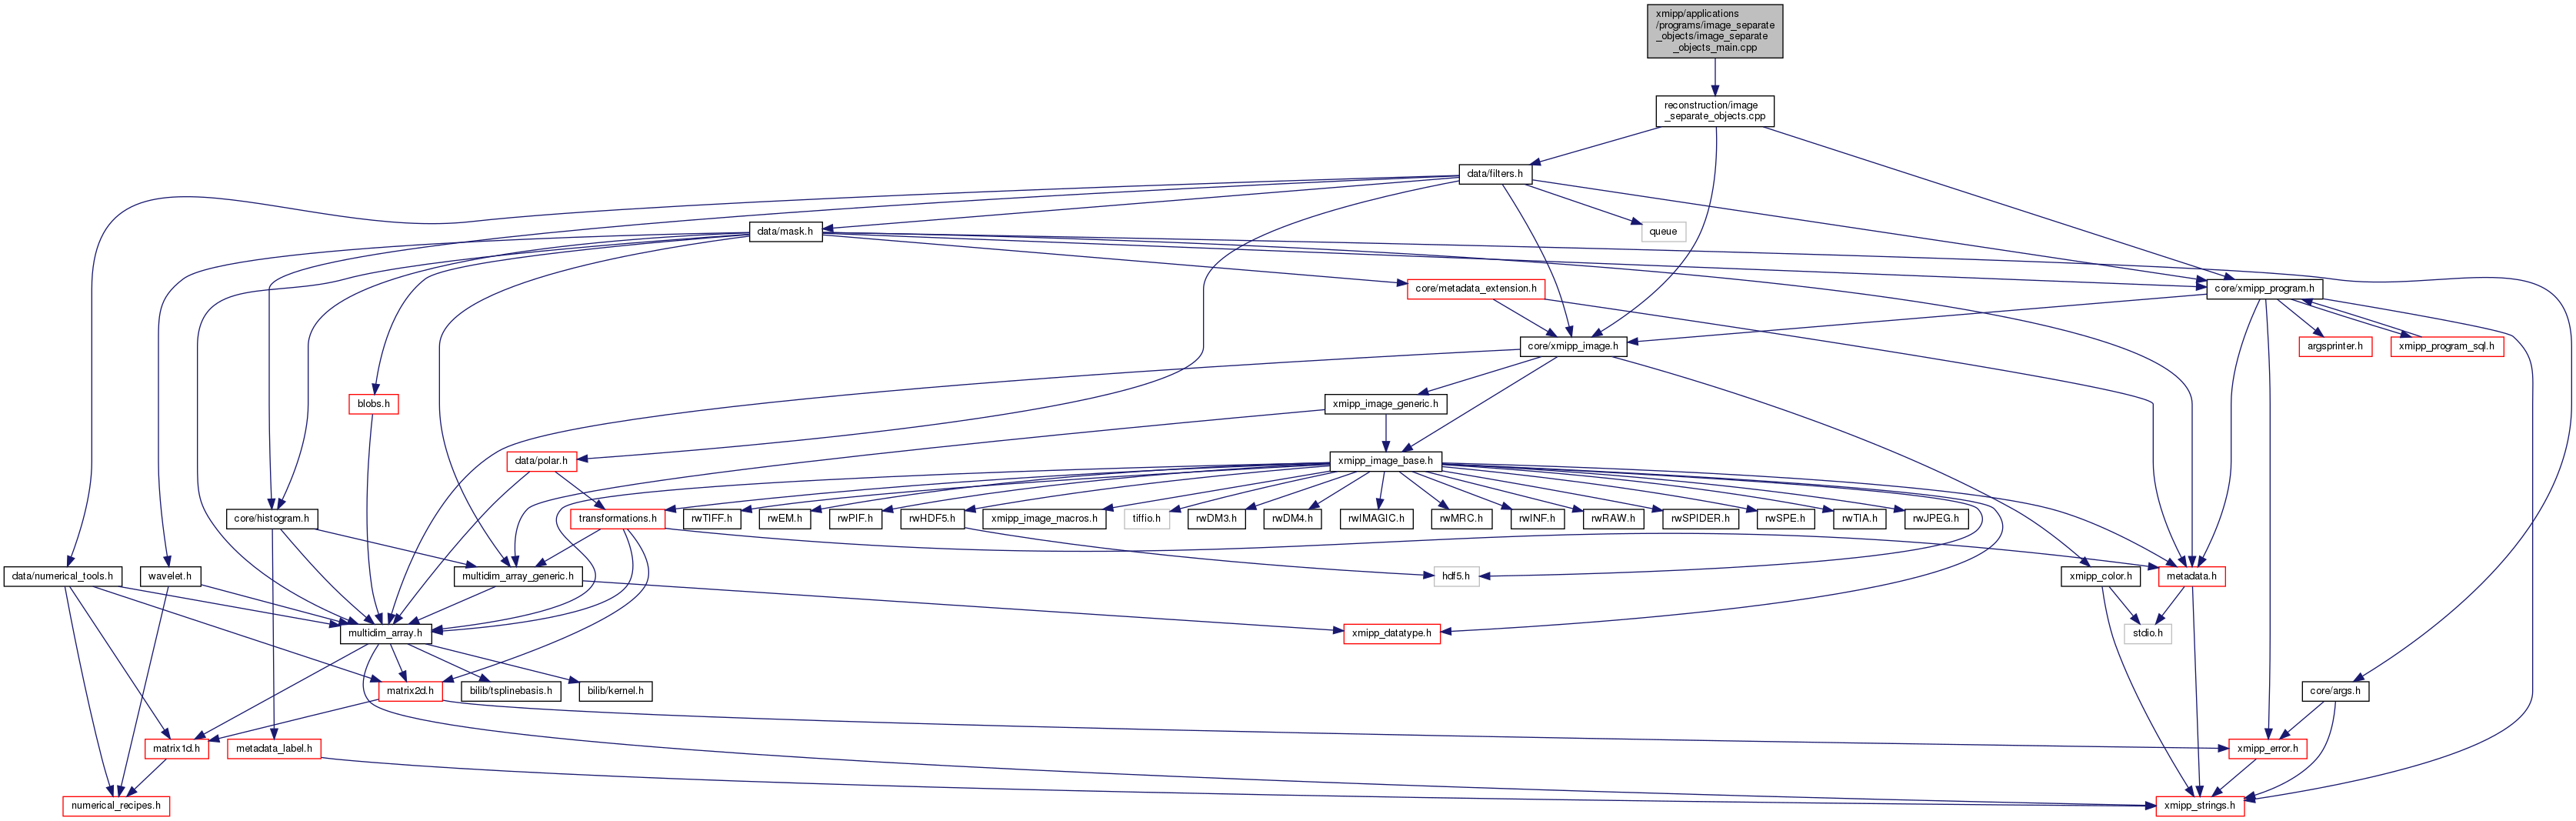 xmipp/applications
/programs/image_separate
_objects/image_separate
_objects_main.cpp
reconstruction/image
_separate_objects.cpp
data/filters.h
data/mask.h
queue
core/metadata_extension.h
core/xmipp_program.h
core/xmipp_image.h
argsprinter.h
xmipp_program_sql.h
blobs.h
xmipp_image_generic.h
data/polar.h
xmipp_image_base.h
core/histogram.h
transformations.h
rwTIFF.h
rwEM.h
rwPIF.h
rwHDF5.h
xmipp_image_macros.h
tiffio.h
rwDM3.h
rwDM4.h
rwIMAGIC.h
rwMRC.h
rwINF.h
rwRAW.h
rwSPIDER.h
rwSPE.h
rwTIA.h
rwJPEG.h
data/numerical_tools.h
wavelet.h
multidim_array_generic.h
hdf5.h
xmipp_color.h
metadata.h
multidim_array.h
xmipp_datatype.h
stdio.h
matrix2d.h
bilib/tsplinebasis.h
bilib/kernel.h
core/args.h
matrix1d.h
metadata_label.h
xmipp_error.h
numerical_recipes.h
xmipp_strings.h